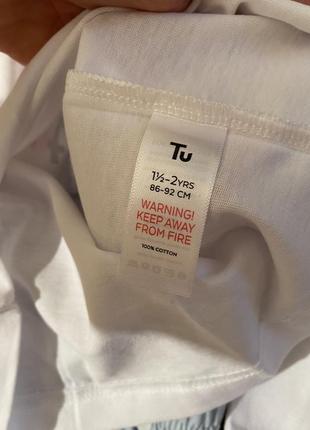 Tu
1½-2YRS
86-92 CM
WARNING!
KEEP AWAY
FROM FIRE
100% COTTON